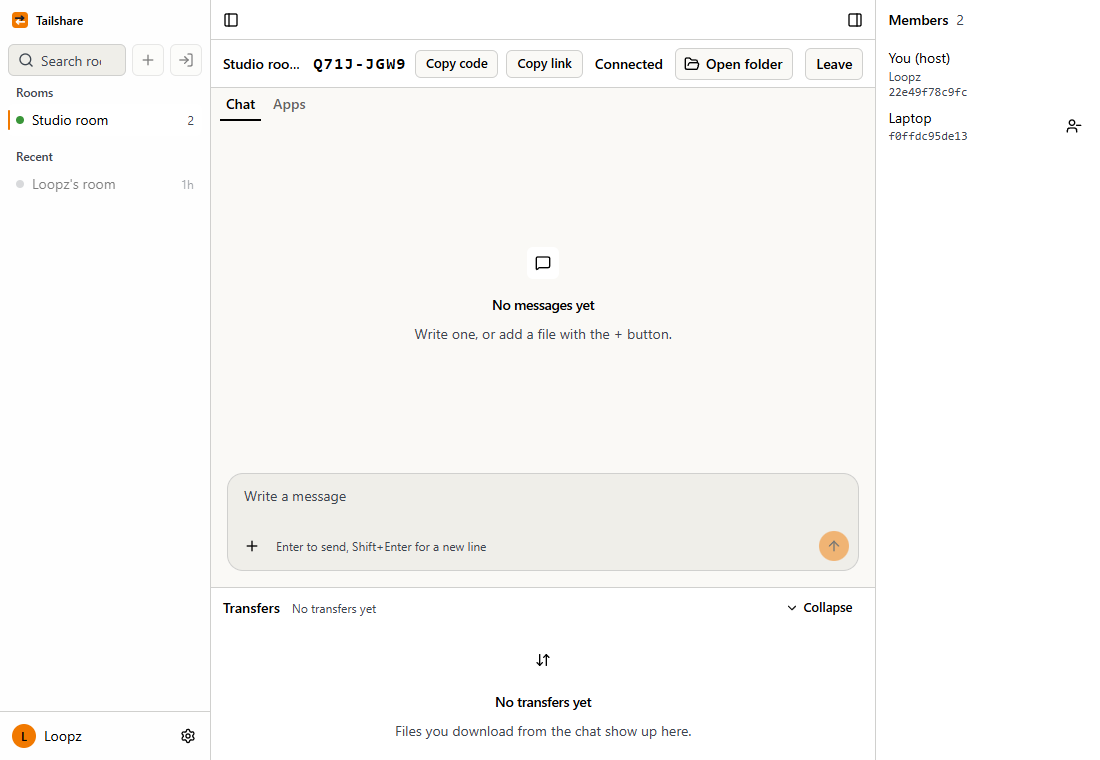 Tailshare
Search ro
Rooms
Studio room 2
Recent
Loopz's room 1h
L Loopz
Studio roo... Q71J-JGW9 Copy code Copy link Connected Open folder Leave
Chat Apps
No messages yet
Write one, or add a file with the + button.
Write a message
Enter to send, Shift+Enter for a new line
Transfers No transfers yet Collapse
No transfers yet
Files you download from the chat show up here.
Members 2
You (host)
Loopz
22e49f78c9fc
Laptop
f0ffdc95de13